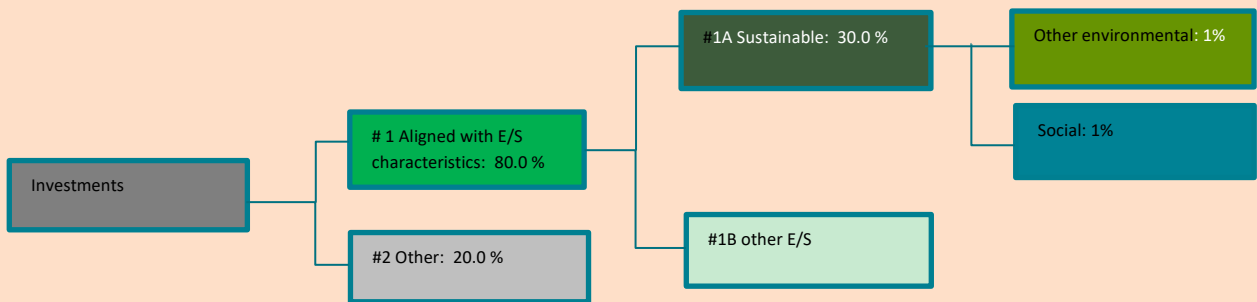 Investments
# 1 Aligned with E/S
characteristics: 80.0 %
#2 Other: 20.0 %
#1A Sustainable: 30.0 %
#1B other E/S
Other environmental: 1%
Social: 1%